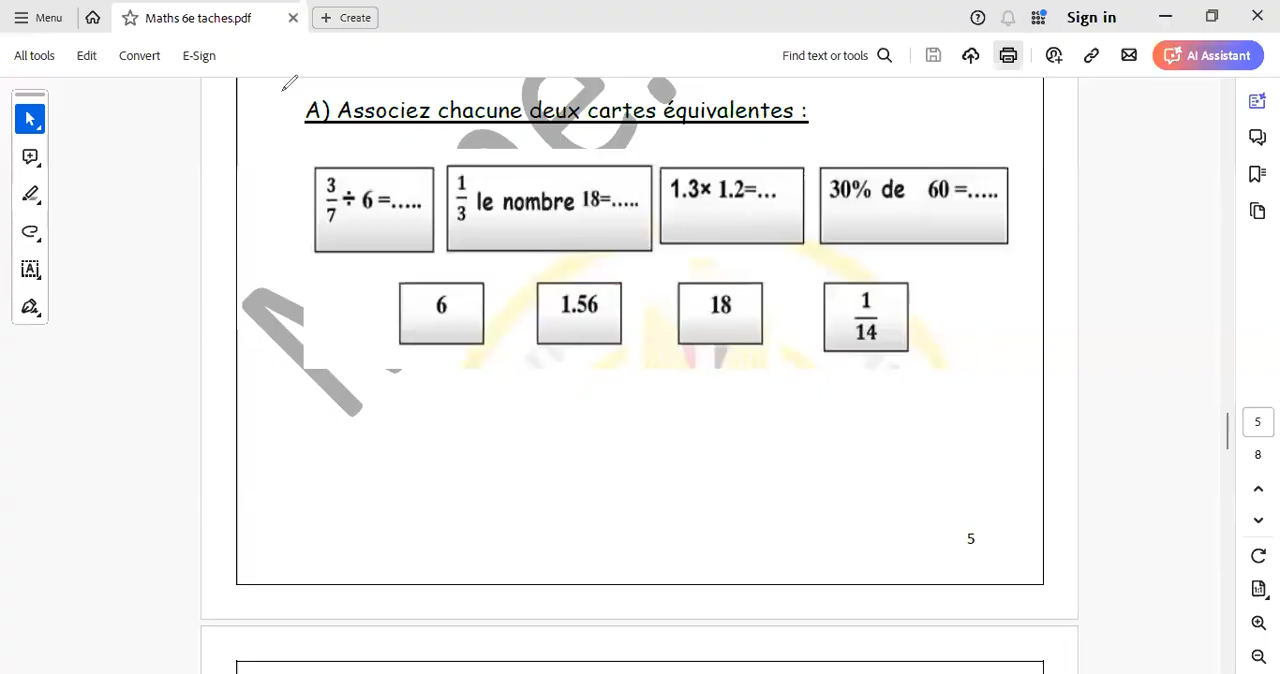 Menu Maths 6e taches.pdf Create Sign in
All tools Edit Convert E-Sign Find text or tools AI Assistant
A) Associez chacune deux cartes équivalentes :
3/7 ÷ 6 =..... 1/3 le nombre 18=..... 1.3× 1.2=... 30% de 60 =.....
6 1.56 18 1/14
5
5
8